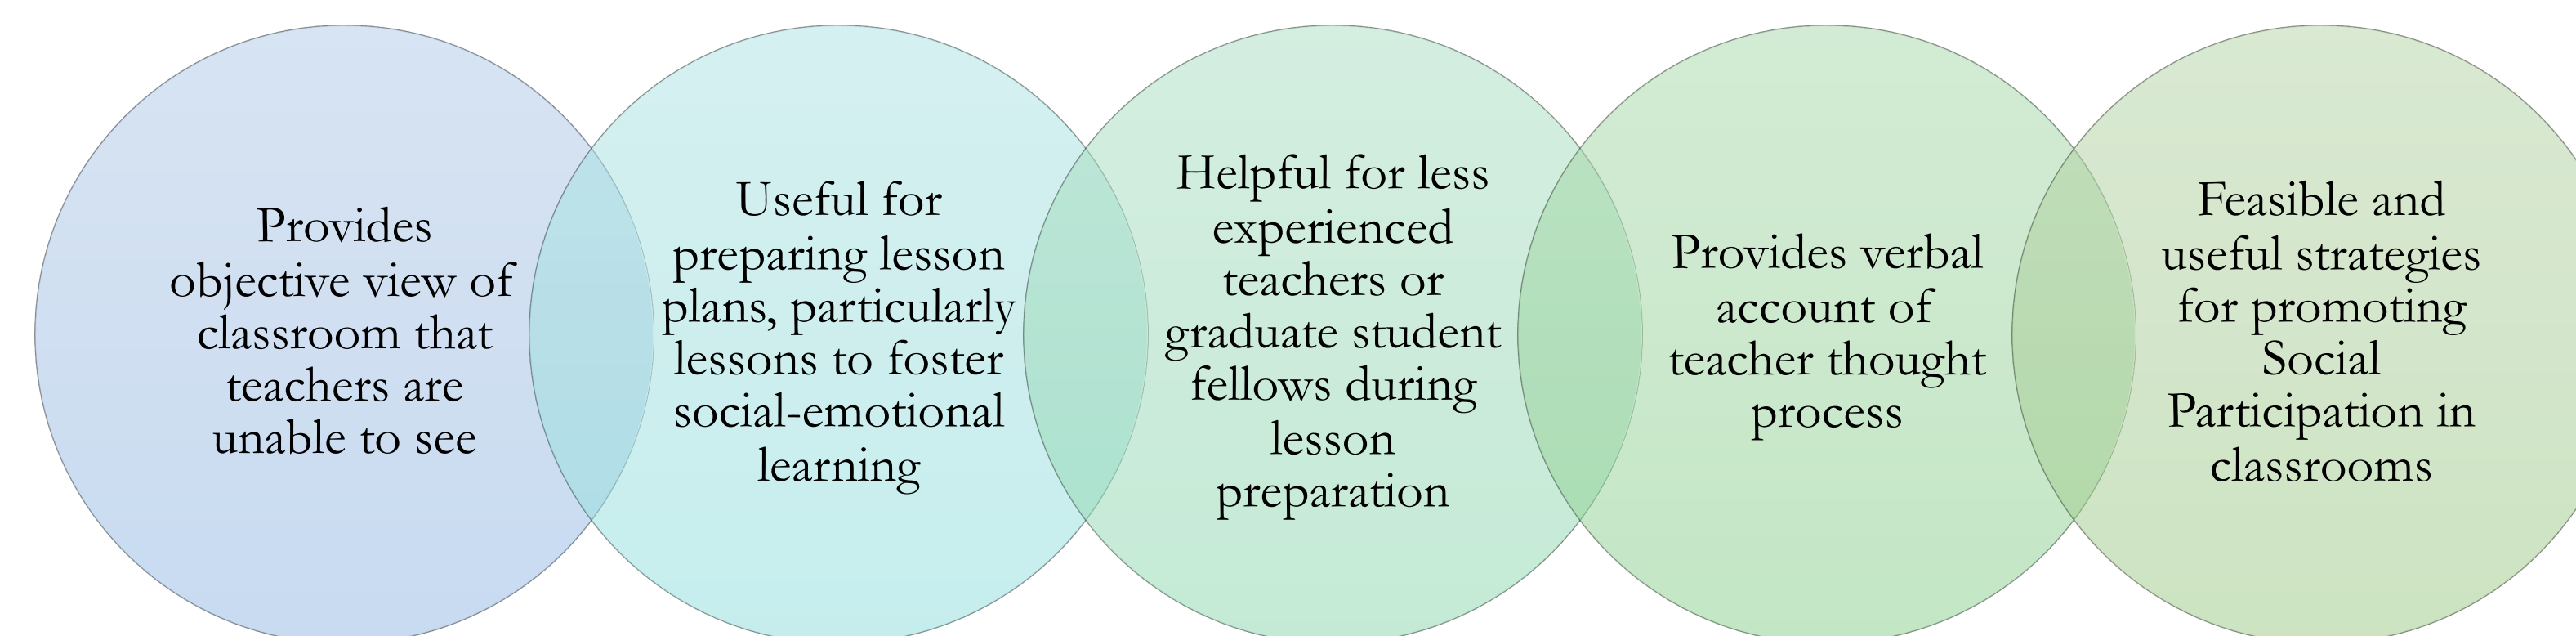 Provides
objective view of
classroom that
teachers are
unable to see
Useful for
preparing lesson
plans, particularly
lessons to foster
social-emotional
learning
Helpful for less
experienced
teachers or
graduate student
fellows during
lesson
preparation
Provides verbal
account of
teacher thought
process
Feasible and
useful strategies
for promoting
Social
Participation in
classrooms